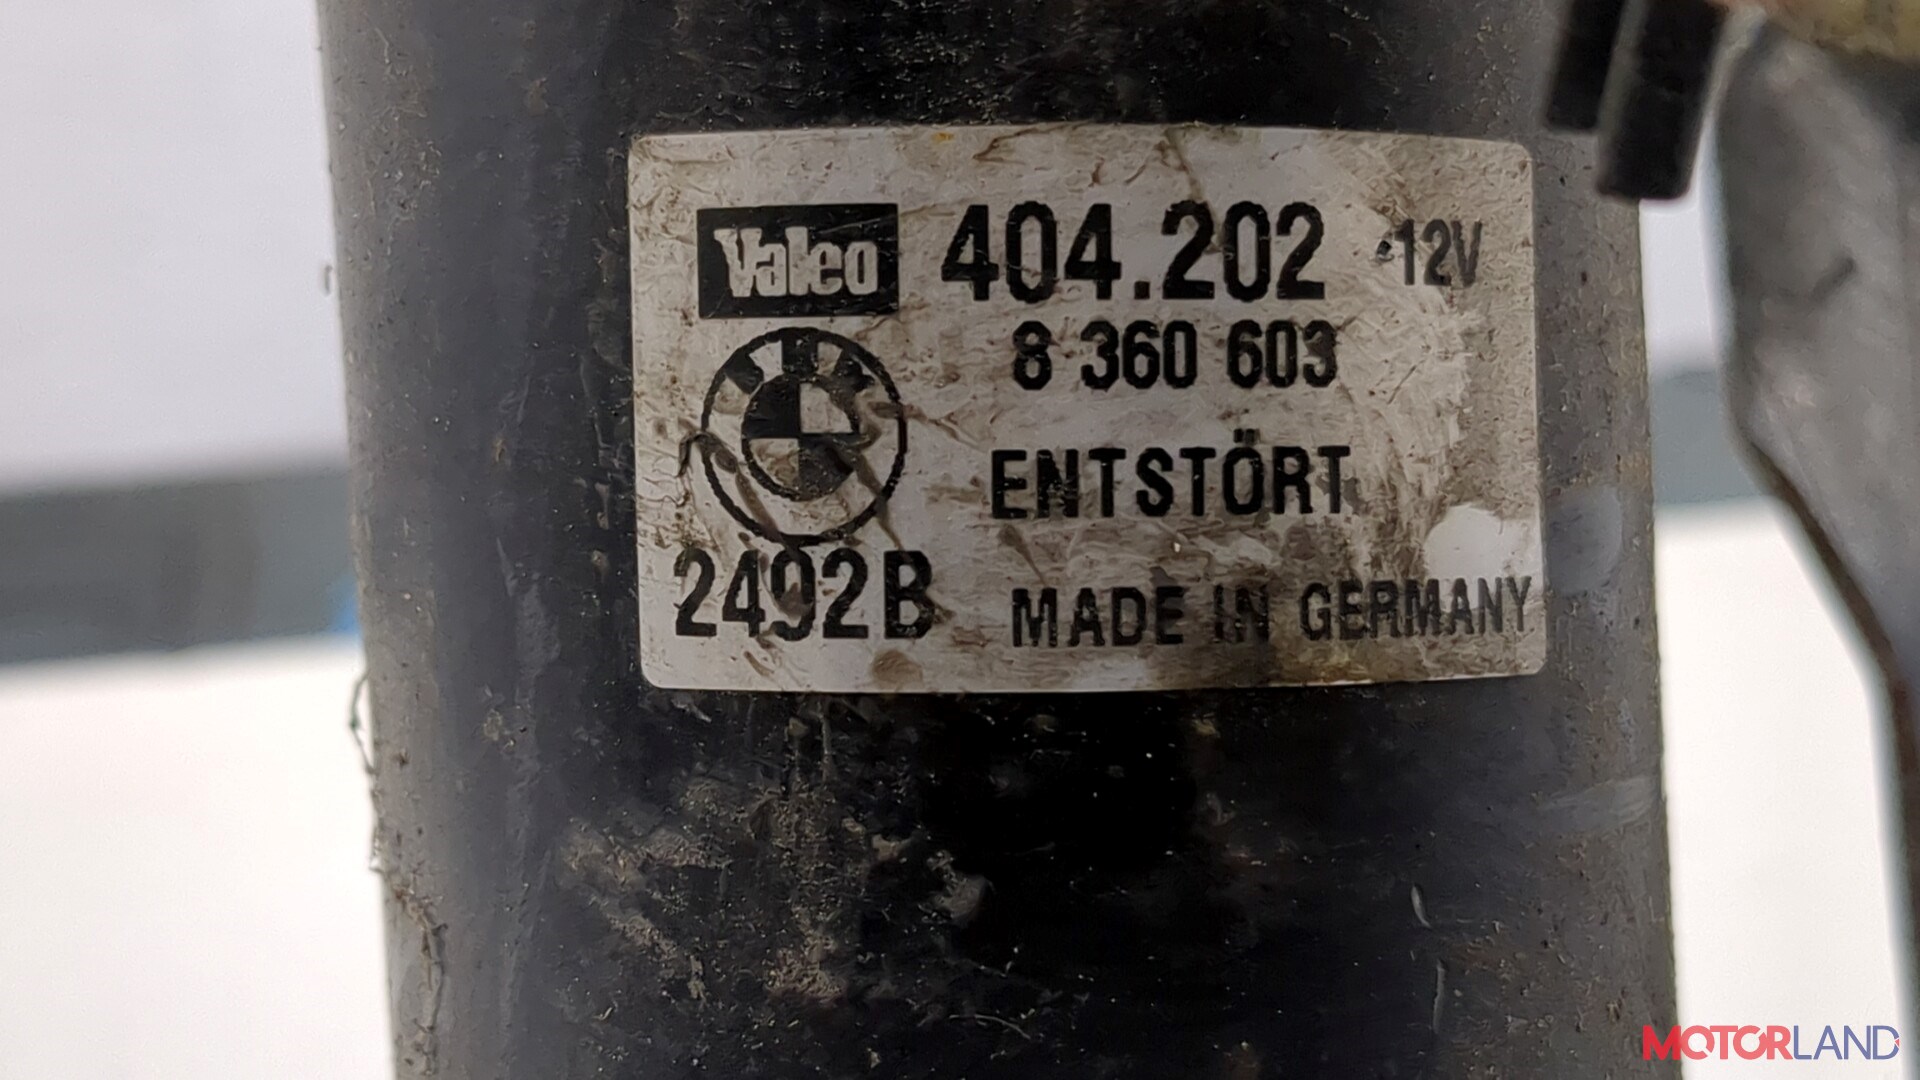 Valeo 404.202 12V
8 360 603
ENTSTÖRT
2492B MADE IN GERMANY
MOTORLAND